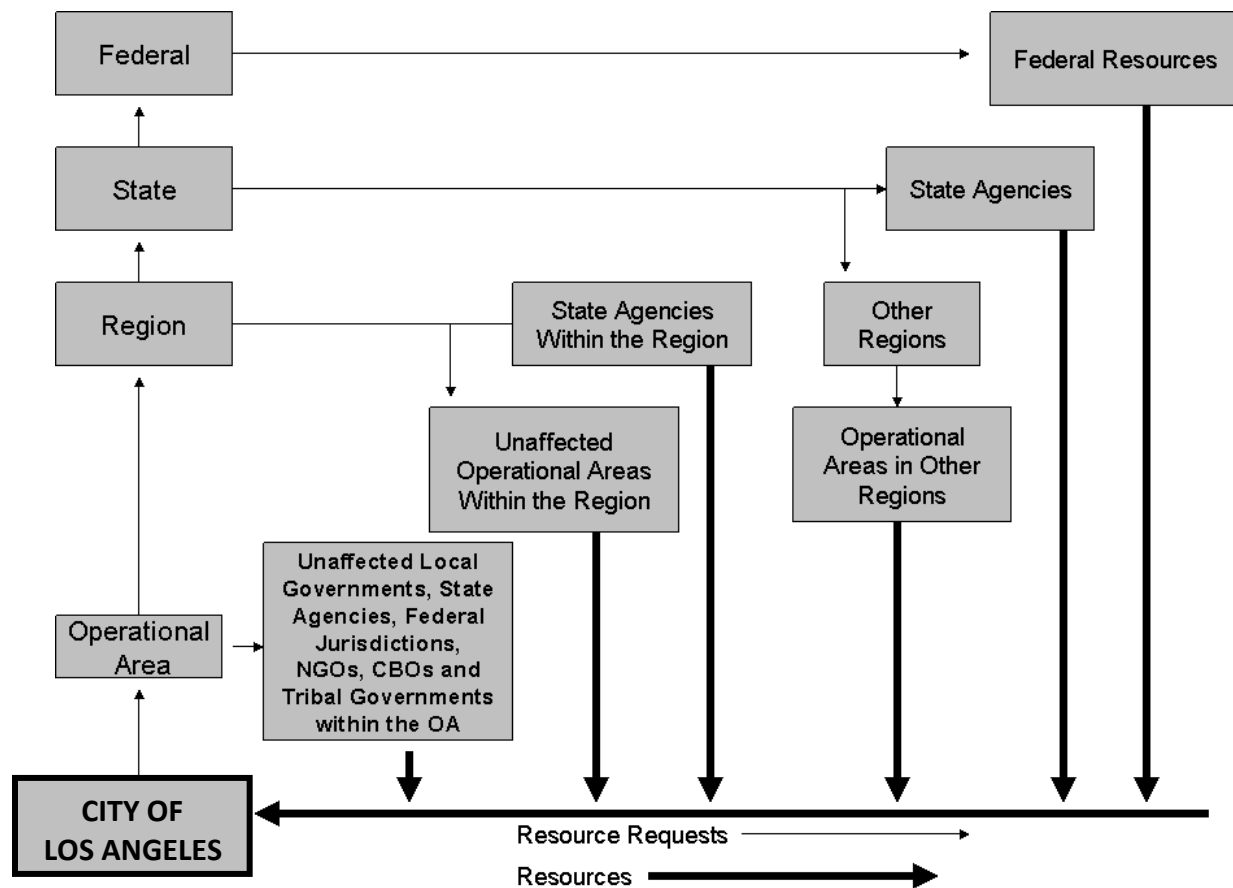 Federal
Federal Resources
State
State Agencies
Region
State Agencies
Within the Region
Other
Regions
Unaffected
Operational Areas
Within the Region
Operational
Areas in Other
Regions
Unaffected Local
Governments, State
Agencies, Federal
Jurisdictions,
NGOs, CBOs and
Tribal Governments
within the OA
Operational
Area
CITY OF
LOS ANGELES
Resource Requests
Resources